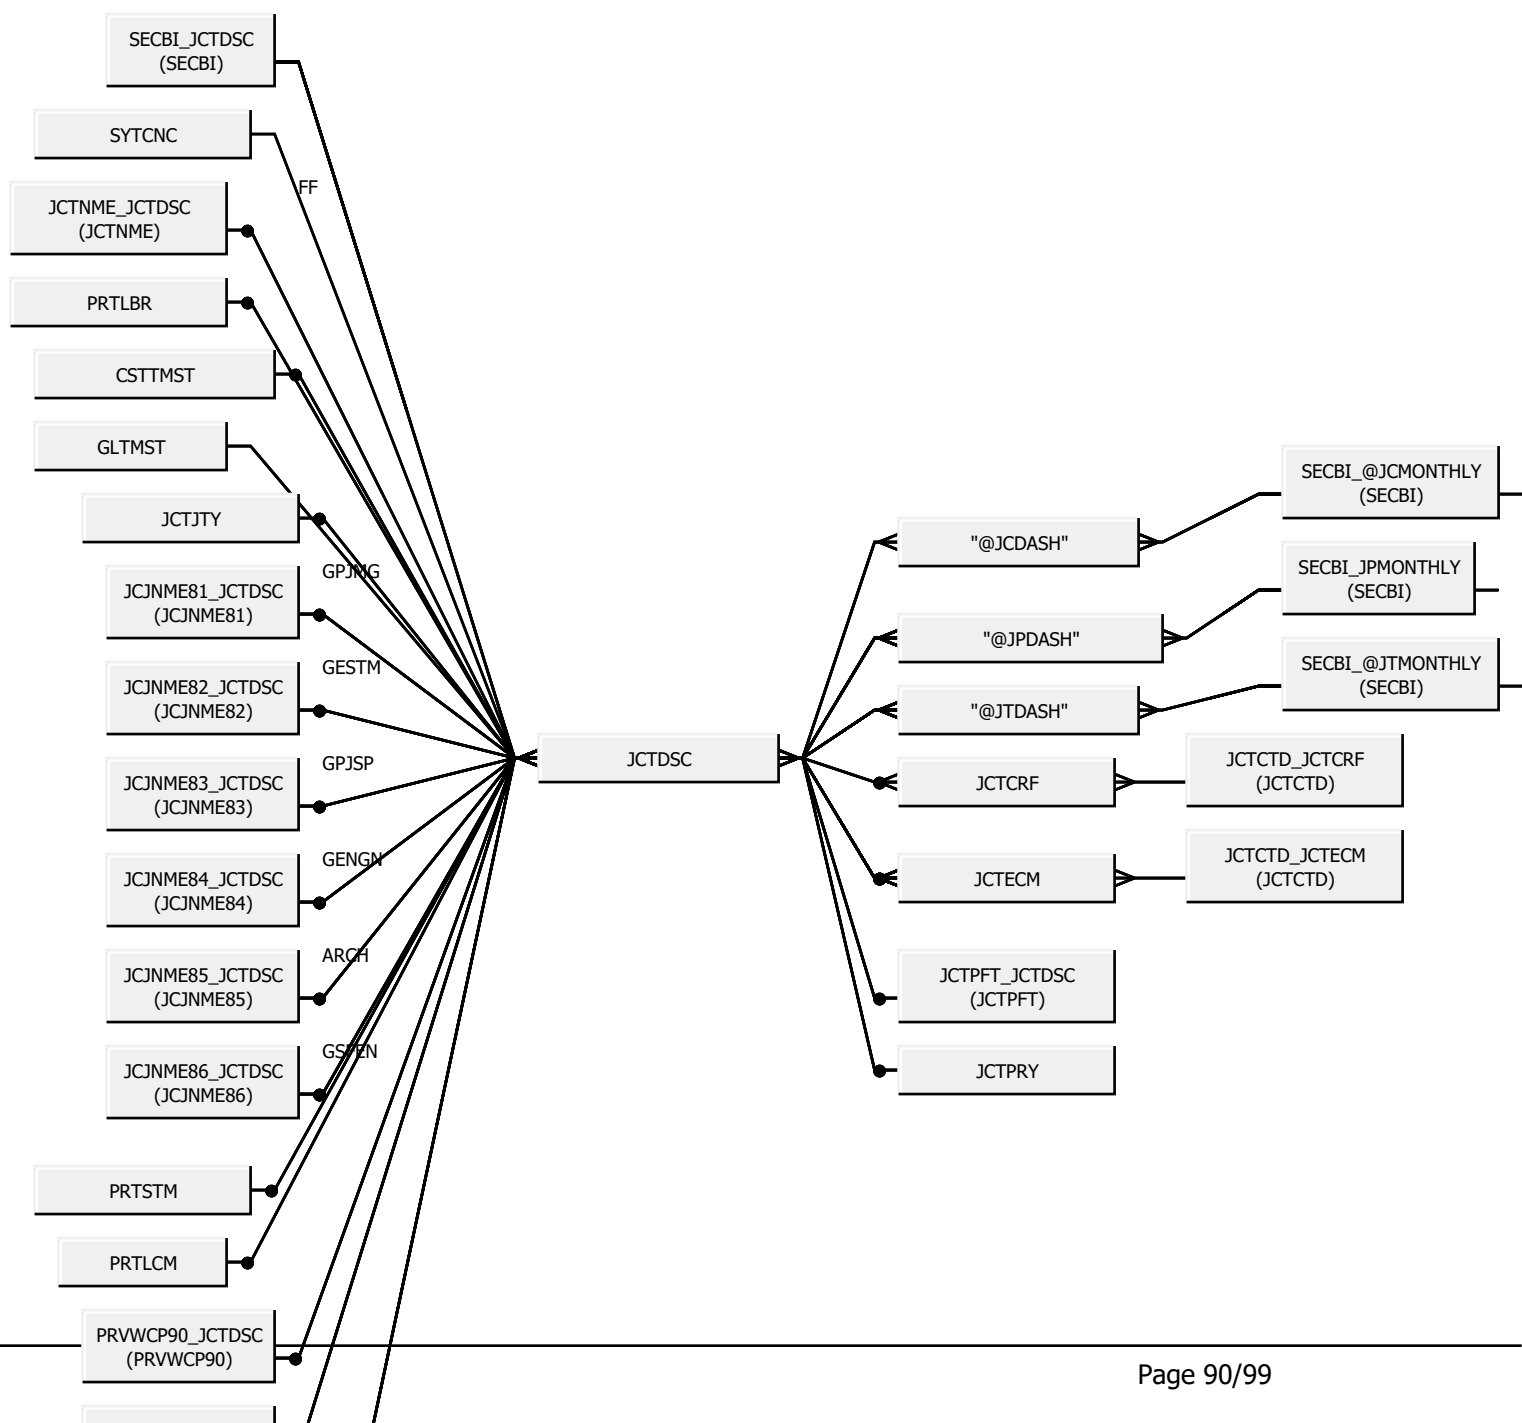 SECBI_JCTDSC
(SECBI)
SYTCNC
FF
JCTNME_JCTDSC
(JCTNME)
PRTLBR
CSTTMST
GLTMST
JCTJTY
GPJMG
JCJNME81_JCTDSC
(JCJNME81)
GESTM
JCJNME82_JCTDSC
(JCJNME82)
GPJSP
JCJNME83_JCTDSC
(JCJNME83)
GENGN
JCJNME84_JCTDSC
(JCJNME84)
ARCH
JCJNME85_JCTDSC
(JCJNME85)
GSPEN
JCJNME86_JCTDSC
(JCJNME86)
PRTSTM
PRTLCM
PRVWCP90_JCTDSC
(PRVWCP90)
JCTDSC
"@JCDASH"
"@JPDASH"
"@JTDASH"
JCTCRF
JCTECM
JCTPFT_JCTDSC
(JCTPFT)
JCTPRY
SECBI_@JCMONTHLY
(SECBI)
SECBI_JPMONTHLY
(SECBI)
SECBI_@JTMONTHLY
(SECBI)
JCTCTD_JCTCRF
(JCTCTD)
JCTCTD_JCTECM
(JCTCTD)
Page 90/99